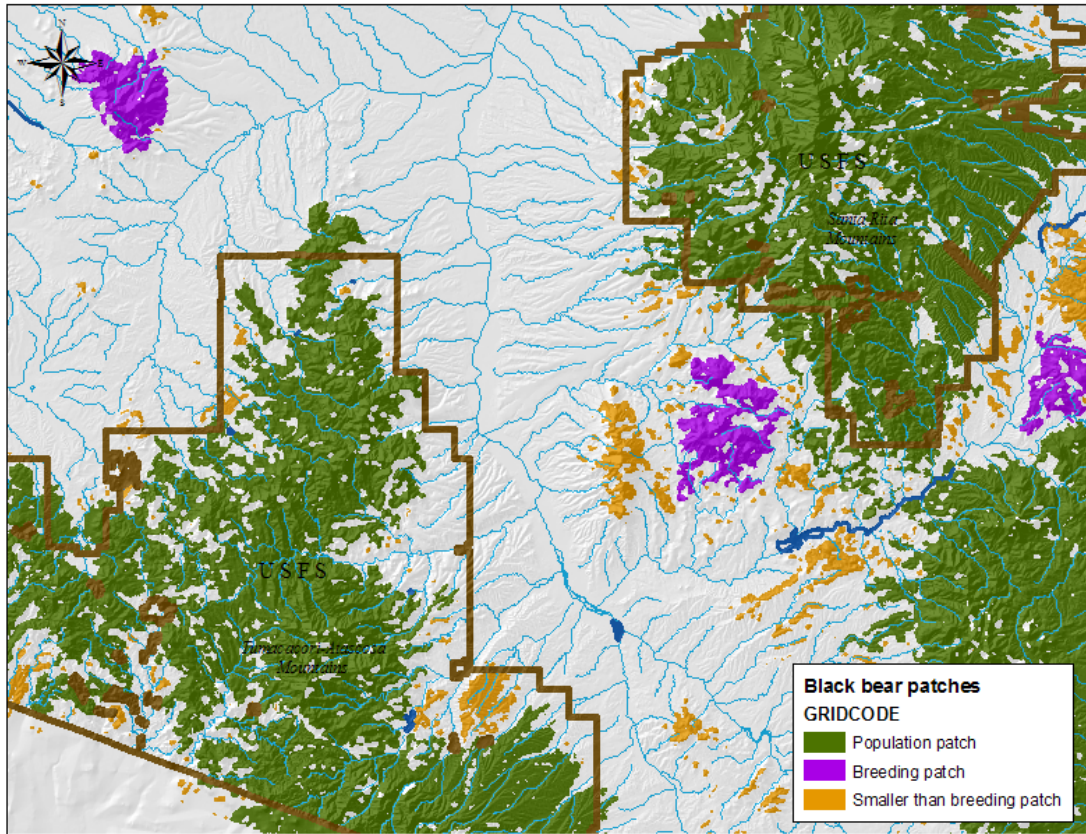 N
W
E
S
USFS
Santa Rita
Mountains
USFS
Tumacacori-Atascosa
Mountains
Black bear patches
GRIDCODE
Population patch
Breeding patch
Smaller than breeding patch